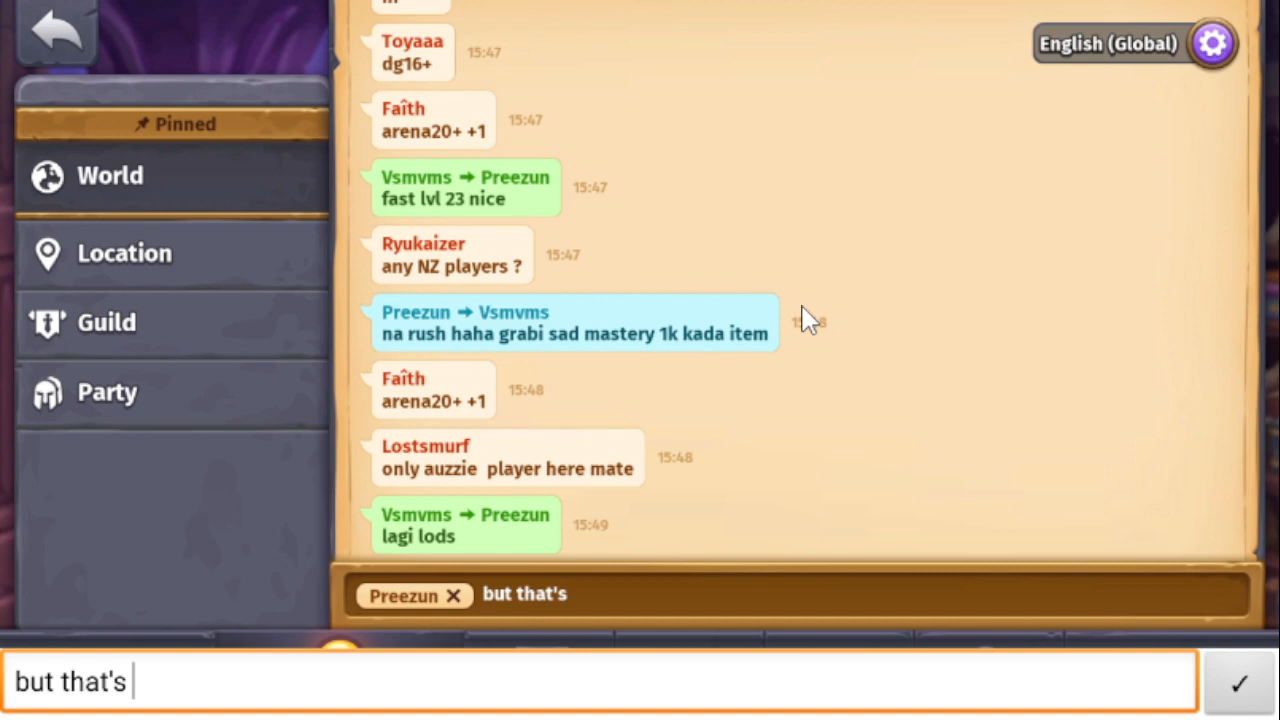 English (Global)
Pinned
World
Location
Guild
Party
Toyaaa
dg16+
15:47
Faîth
arena20+ +1
15:47
Vsmvms → Preezun
fast lvl 23 nice
15:47
Ryukaizer
any NZ players ?
15:47
Preezun → Vsmvms
na rush haha grabi sad mastery 1k kada item
Faîth
arena20+ +1
15:48
Lostsmurf
only auzzie player here mate
15:48
Vsmvms → Preezun
lagi lods
15:49
Preezun ✕ but that's
but that's
✓